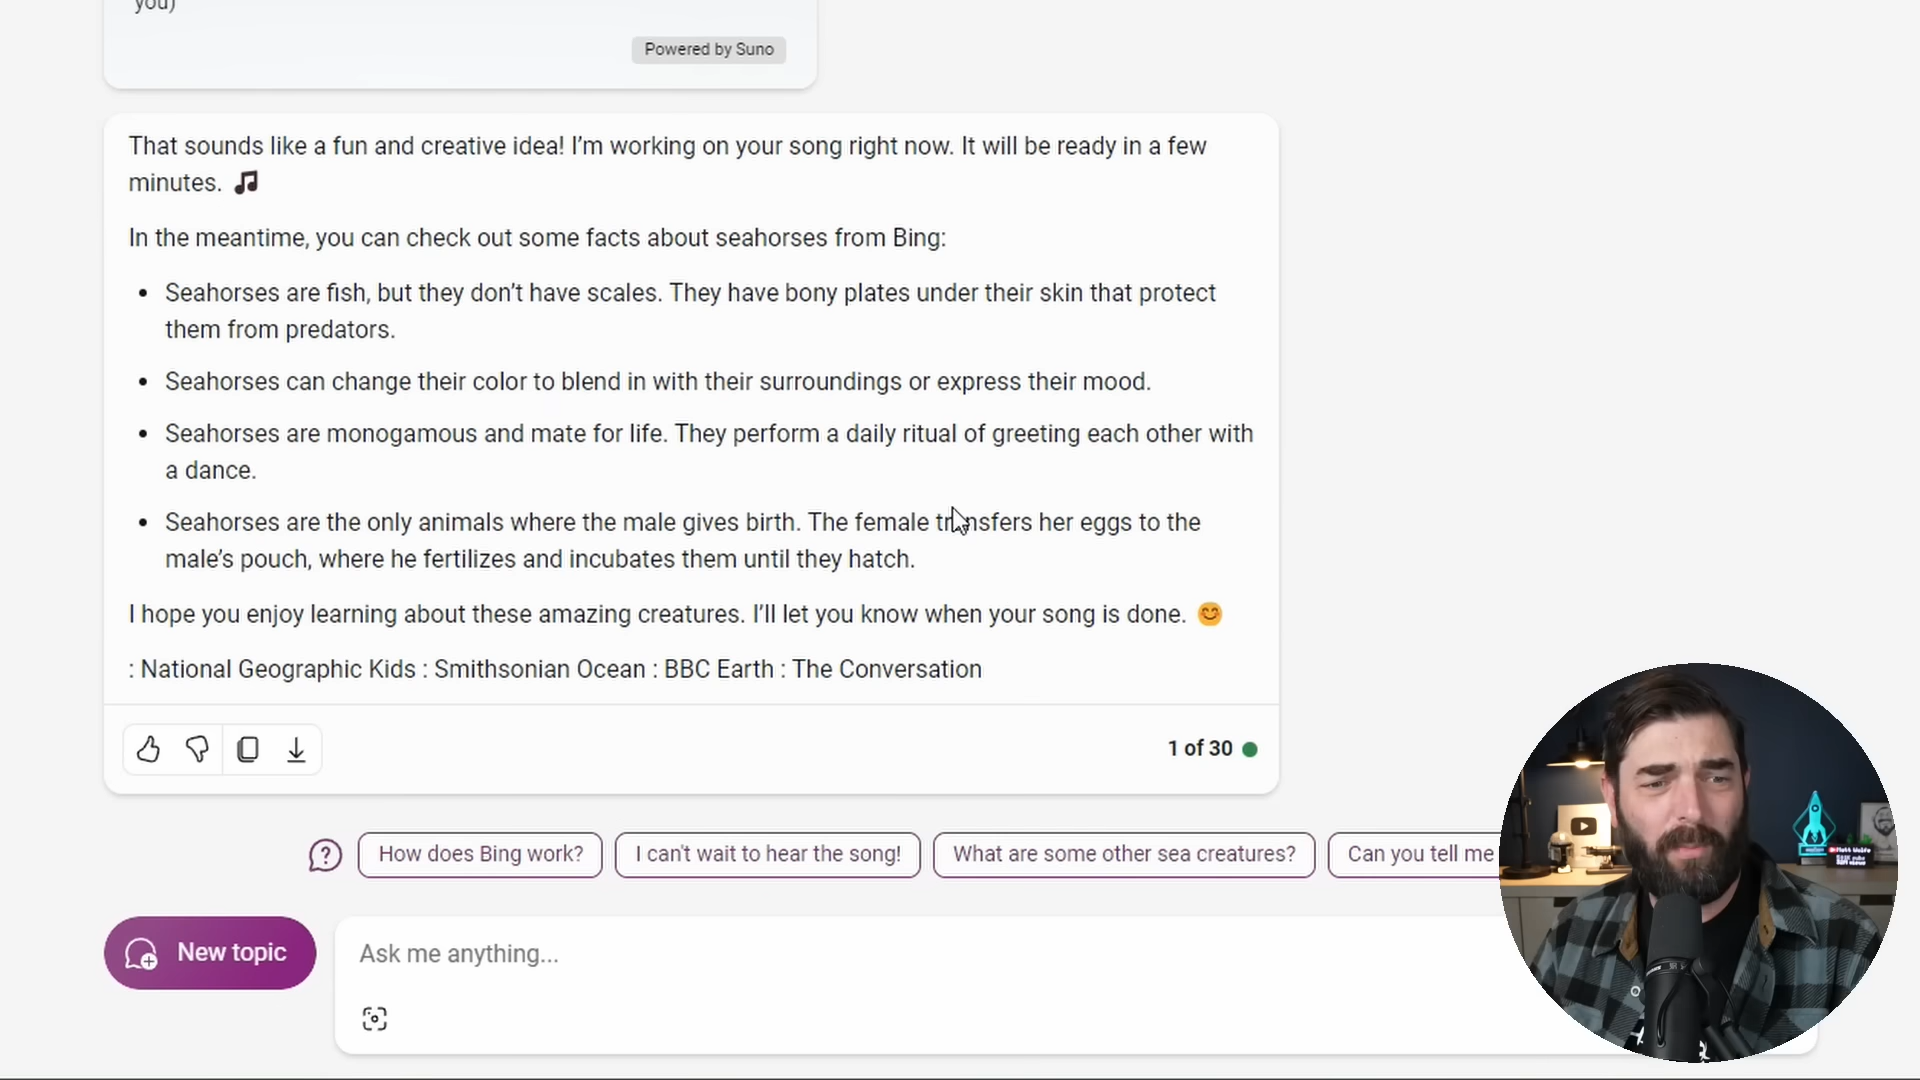 you)
Powered by Suno
That sounds like a fun and creative idea! I’m working on your song right now. It will be ready in a few
minutes. 🎵
In the meantime, you can check out some facts about seahorses from Bing:
• Seahorses are fish, but they don’t have scales. They have bony plates under their skin that protect
them from predators.
• Seahorses can change their color to blend in with their surroundings or express their mood.
• Seahorses are monogamous and mate for life. They perform a daily ritual of greeting each other with
a dance.
• Seahorses are the only animals where the male gives birth. The female transfers her eggs to the
male’s pouch, where he fertilizes and incubates them until they hatch.
I hope you enjoy learning about these amazing creatures. I’ll let you know when your song is done. 😊
: National Geographic Kids : Smithsonian Ocean : BBC Earth : The Conversation
1 of 30
How does Bing work?
I can't wait to hear the song!
What are some other sea creatures?
Can you tell me
New topic
Ask me anything...
Matt Wolfe